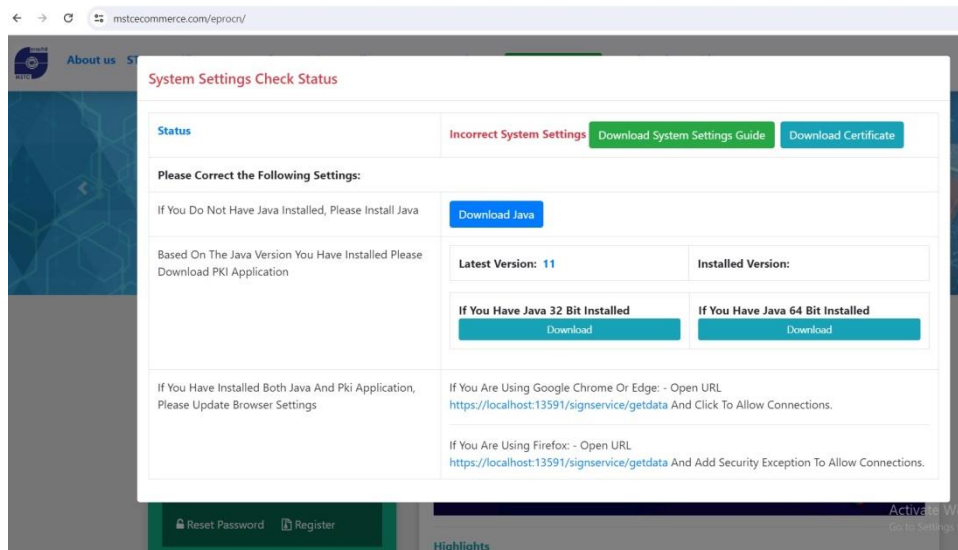 mstcecommerce.com/eprocn/
MSTC
About us
System Settings Check Status
Status
Incorrect System Settings
Download System Settings Guide
Download Certificate
Please Correct the Following Settings:
If You Do Not Have Java Installed, Please Install Java
Download Java
Based On The Java Version You Have Installed Please
Download PKI Application
Latest Version: 11
Installed Version:
If You Have Java 32 Bit Installed
Download
If You Have Java 64 Bit Installed
Download
If You Have Installed Both Java And Pki Application,
Please Update Browser Settings
If You Are Using Google Chrome Or Edge: - Open URL
https://localhost:13591/signservice/getdata And Click To Allow Connections.
If You Are Using Firefox: - Open URL
https://localhost:13591/signservice/getdata And Add Security Exception To Allow Connections.
Reset Password
Register
Activate W
Go to Settings
Highlights